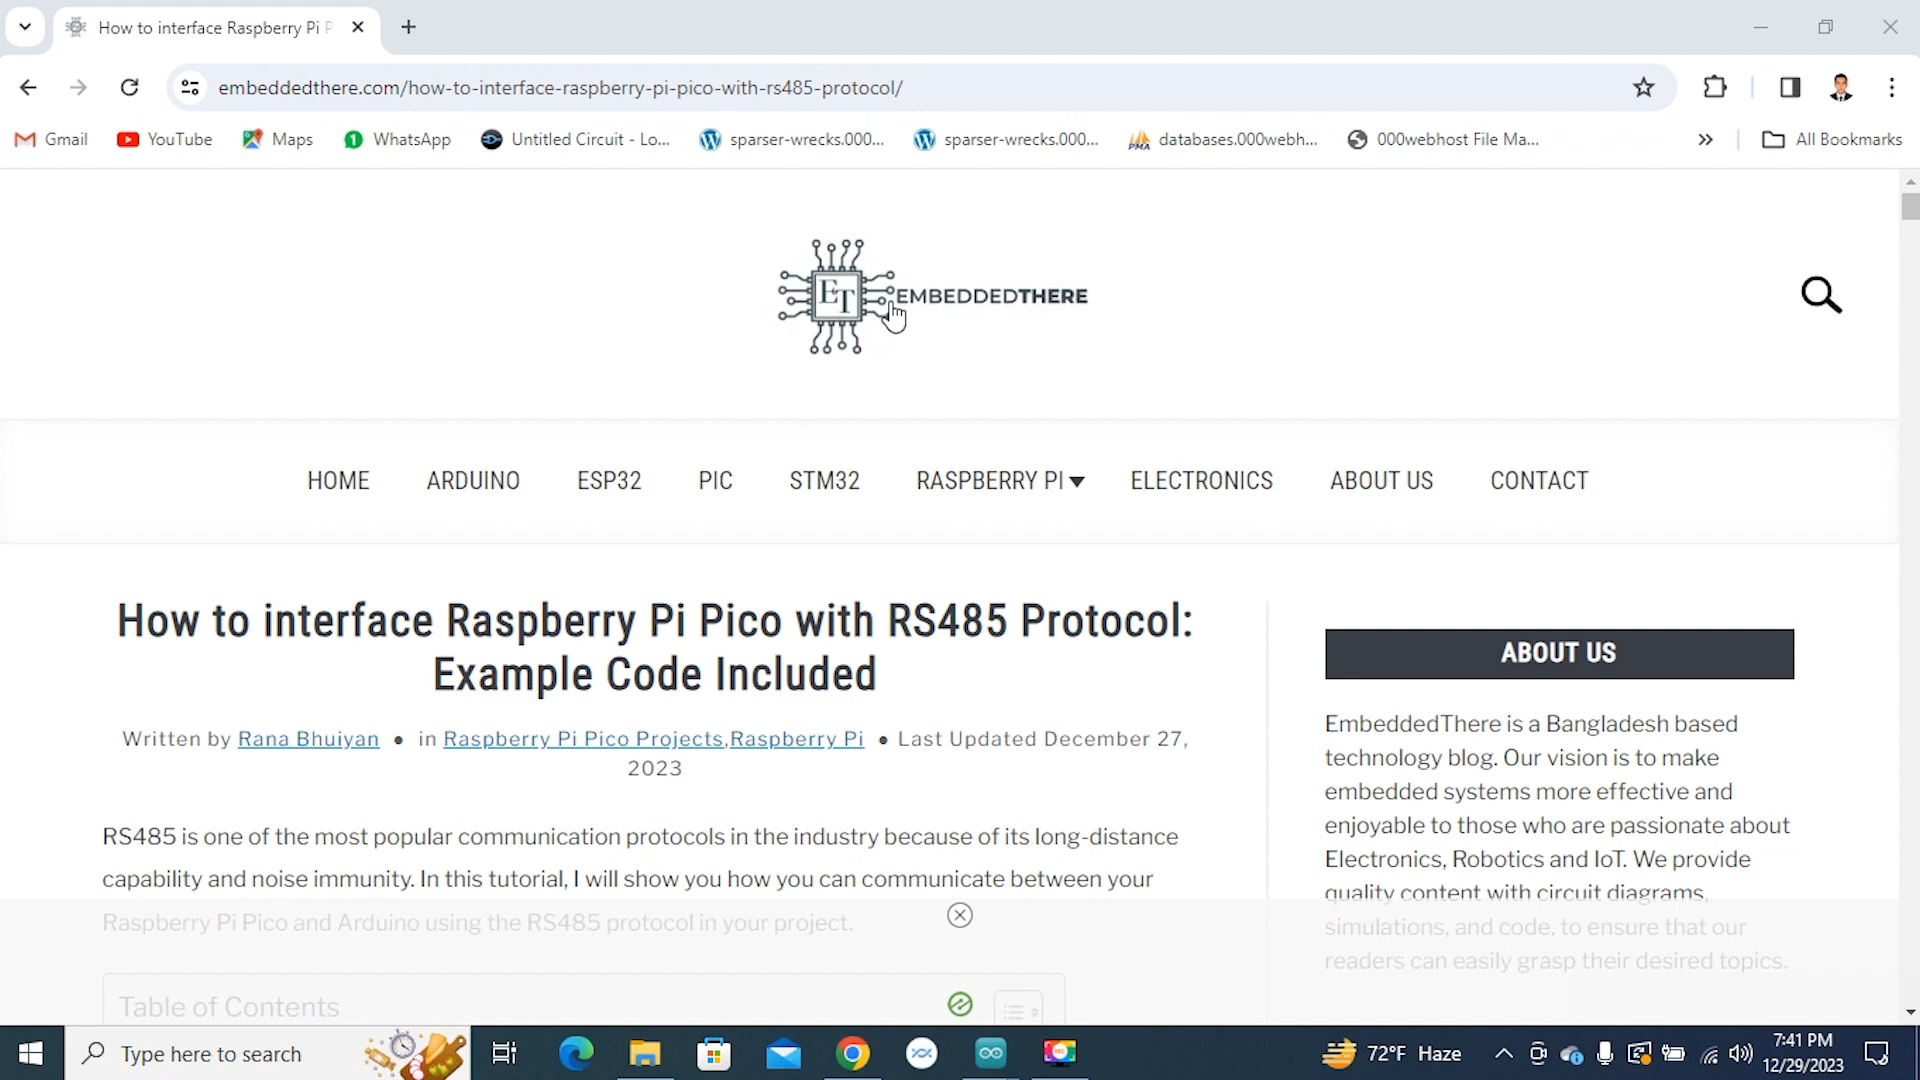 How to interface Raspberry Pi P
embeddedthere.com/how-to-interface-raspberry-pi-pico-with-rs485-protocol/
Gmail
YouTube
Maps
1
WhatsApp
Untitled Circuit - Lo...
sparser-wrecks.000...
sparser-wrecks.000...
PMA
databases.000webh...
000webhost File Ma...
All Bookmarks
ET
EMBEDDEDTHERE
HOME
ARDUINO
ESP32
PIC
STM32
RASPBERRY PI
ELECTRONICS
ABOUT US
CONTACT
How to interface Raspberry Pi Pico with RS485 Protocol:
Example Code Included
Written by Rana Bhuiyan ● in Raspberry Pi Pico Projects,Raspberry Pi ● Last Updated December 27,
2023
RS485 is one of the most popular communication protocols in the industry because of its long-distance
capability and noise immunity. In this tutorial, I will show you how you can communicate between your
Raspberry Pi Pico and Arduino using the RS485 protocol in your project.
Table of Contents
ABOUT US
EmbeddedThere is a Bangladesh based
technology blog. Our vision is to make
embedded systems more effective and
enjoyable to those who are passionate about
Electronics, Robotics and IoT. We provide
quality content with circuit diagrams,
simulations, and code, to ensure that our
readers can easily grasp their desired topics.
Type here to search
72°F Haze
7:41 PM
12/29/2023